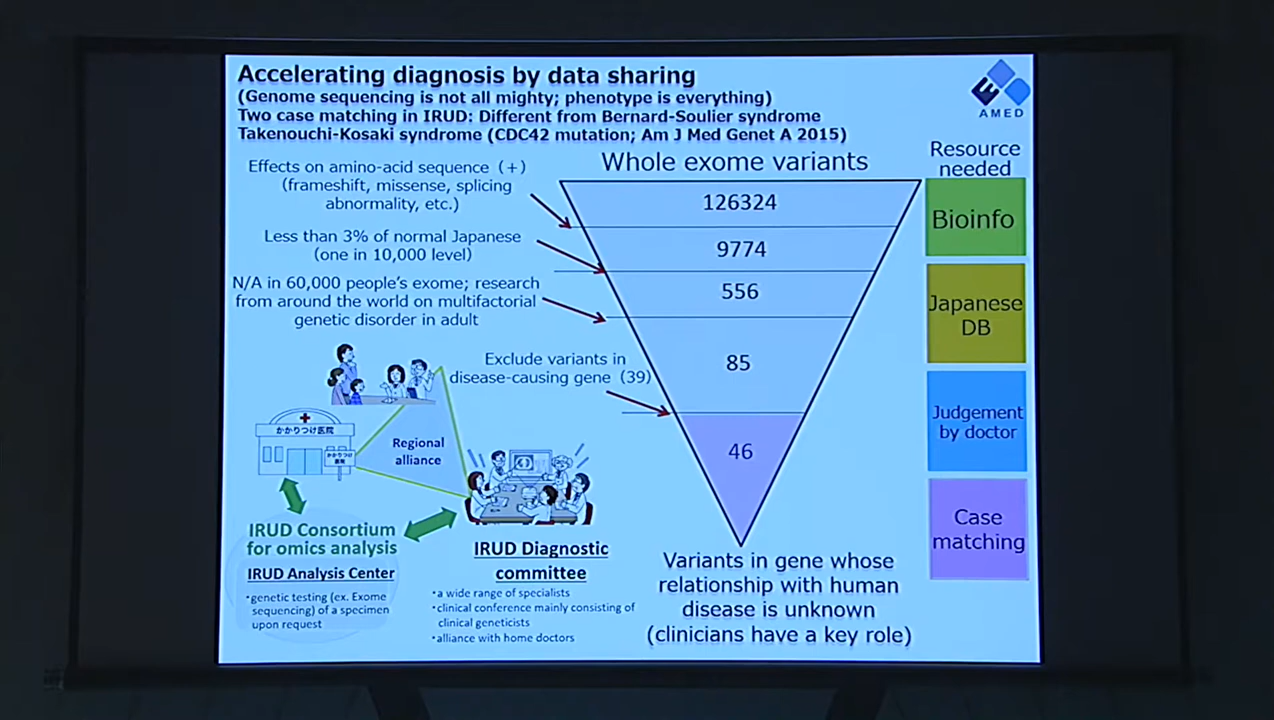 Accelerating diagnosis by data sharing
(Genome sequencing is not all mighty; phenotype is everything)
Two case matching in IRUD: Different from Bernard-Soulier syndrome
Takenouchi-Kosaki syndrome (CDC42 mutation; Am J Med Genet A 2015)
AMED
Effects on amino-acid sequence (+)
(frameshift, missense, splicing
abnormality, etc.)
Less than 3% of normal Japanese
(one in 10,000 level)
N/A in 60,000 people's exome; research
from around the world on multifactorial
genetic disorder in adult
Exclude variants in
disease-causing gene (39)
Whole exome variants
126324
9774
556
85
46
Variants in gene whose
relationship with human
disease is unknown
(clinicians have a key role)
Resource
needed
Bioinfo
Japanese
DB
Judgement
by doctor
Case
matching
かかりつけ医院
かかりつけ
医院
Regional
alliance
IRUD Consortium
for omics analysis
IRUD Analysis Center
・genetic testing (ex. Exome
sequencing) of a specimen
upon request
IRUD Diagnostic
committee
・a wide range of specialists
・clinical conference mainly consisting of
clinical geneticists
・alliance with home doctors